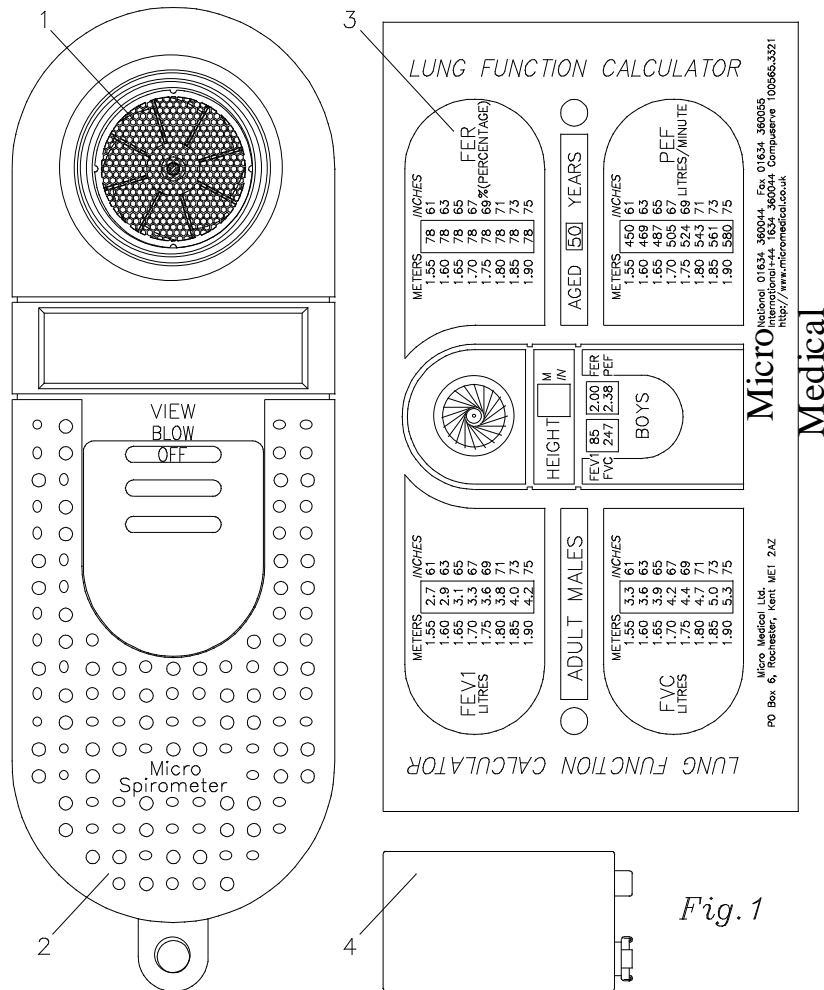 1
3
VIEW
BLOW
OFF
Micro
Spirometer
2
4
Fig.1
LUNG FUNCTION CALCULATOR
FER
%(PERCENTAGE)
METERS INCHES
1.55 78 61
1.60 78 63
1.65 78 65
1.70 78 67
1.75 78 69
1.80 78 71
1.85 78 73
1.90 78 75
AGED 50 YEARS
PEF
LITRES/MINUTE
METERS INCHES
1.55 450 61
1.60 469 63
1.65 487 65
1.70 505 67
1.75 524 69
1.80 543 71
1.85 561 73
1.90 580 75
HEIGHT M
IN
FEV1 85 2.00 FER
FVC 247 2.38 PEF
BOYS
FEV1
LITRES
METERS INCHES
1.55 2.7 61
1.60 2.9 63
1.65 3.1 65
1.70 3.3 67
1.75 3.6 69
1.80 3.8 71
1.85 4.0 73
1.90 4.2 75
ADULT MALES
FVC
LITRES
METERS INCHES
1.55 3.3 61
1.60 3.6 63
1.65 3.9 65
1.70 4.2 67
1.75 4.4 69
1.80 4.7 71
1.85 5.0 73
1.90 5.3 75
LUNG FUNCTION CALCULATOR
Micro Medical Ltd.
PO Box 6, Rochester, Kent ME1 2AZ
Micro
Medical
National 01634 360044 Fax 01634 360055
International+44 1634 360044 Compuserve 100565.3321
http://www.micromedical.co.uk